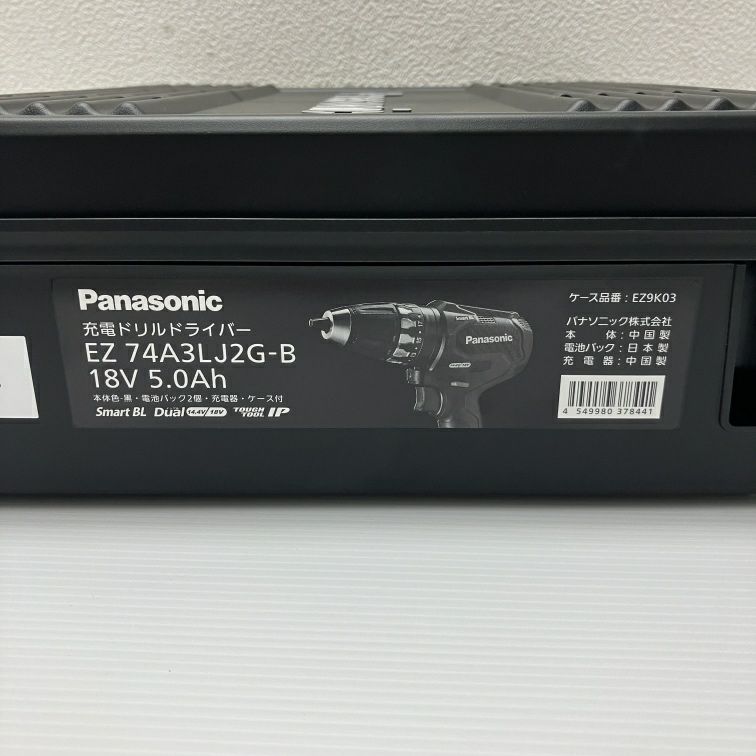 Panasonic
充電ドリルドライバー
EZ 74A3LJ2G-B
18V 5.0Ah
本体色-黒・電池パック2個・充電器・ケース付
Smart BL Dual 14.4V/18V TOUGH TOOL IP
Panasonic
ケース品番:EZ9K03
パナソニック株式会社
本体:中国製
電池パック:日本製
充電器:中国製
4 549980 378441